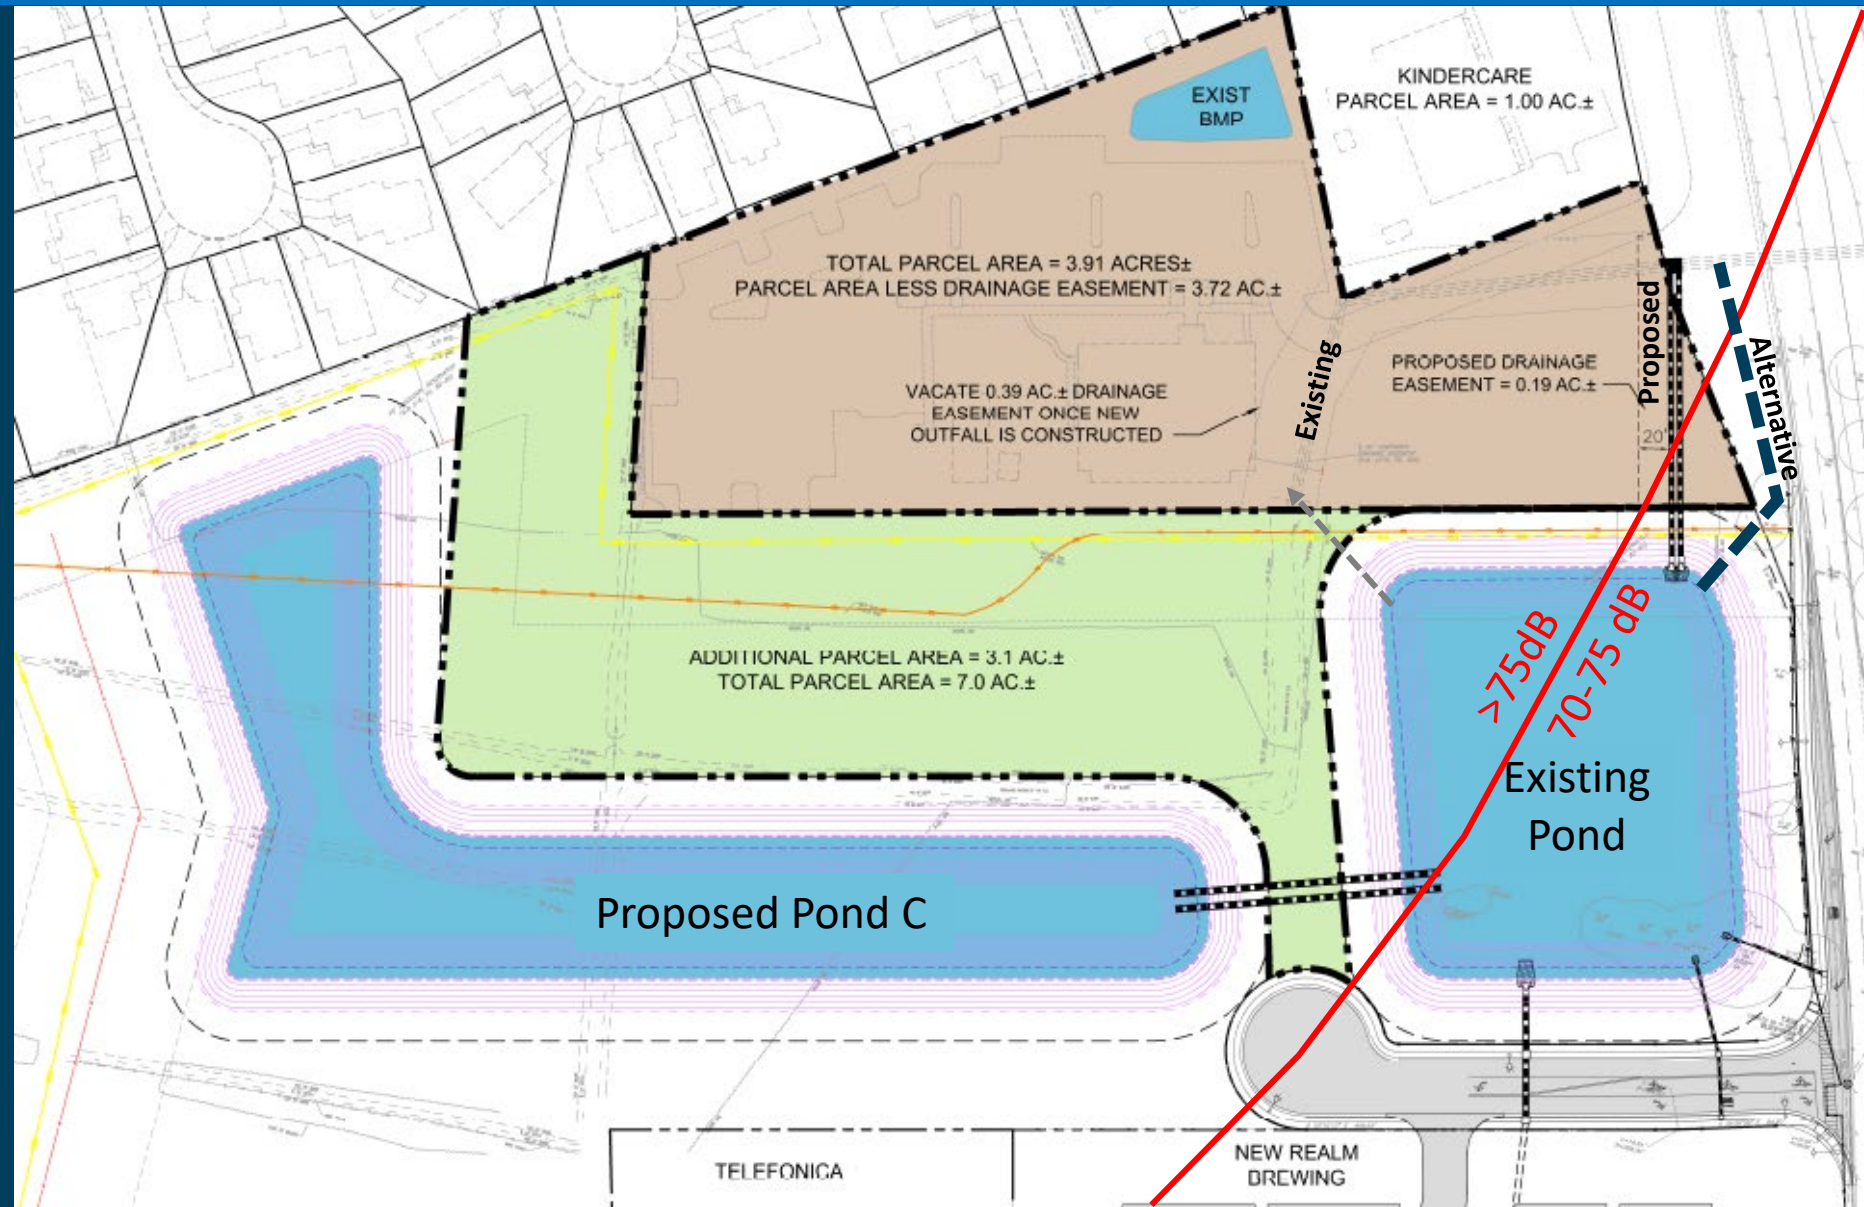 KINDERCARE
PARCEL AREA = 1.00 AC.±
EXIST
BMP
TOTAL PARCEL AREA = 3.91 ACRES±
PARCEL AREA LESS DRAINAGE EASEMENT = 3.72 AC.±
VACATE 0.39 AC.± DRAINAGE
EASEMENT ONCE NEW
OUTFALL IS CONSTRUCTED
Existing
PROPOSED DRAINAGE
EASEMENT = 0.19 AC.±
Proposed
20'
Alternative
ADDITIONAL PARCEL AREA = 3.1 AC.±
TOTAL PARCEL AREA = 7.0 AC.±
>75dB
70-75 dB
Existing
Pond
Proposed Pond C
TELEFONICA
NEW REALM
BREWING